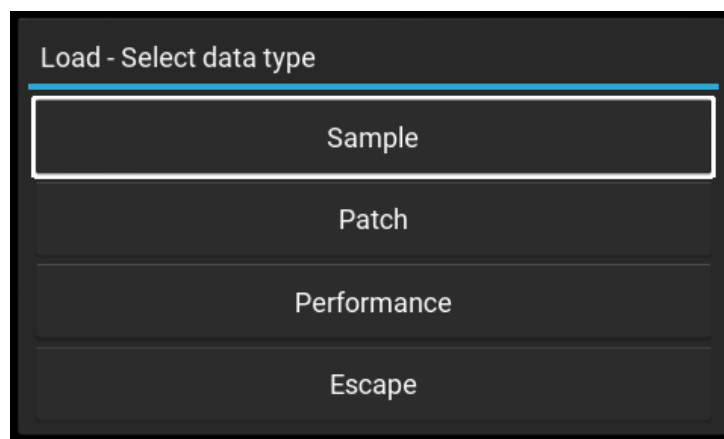 Load - Select data type
Sample
Patch
Performance
Escape